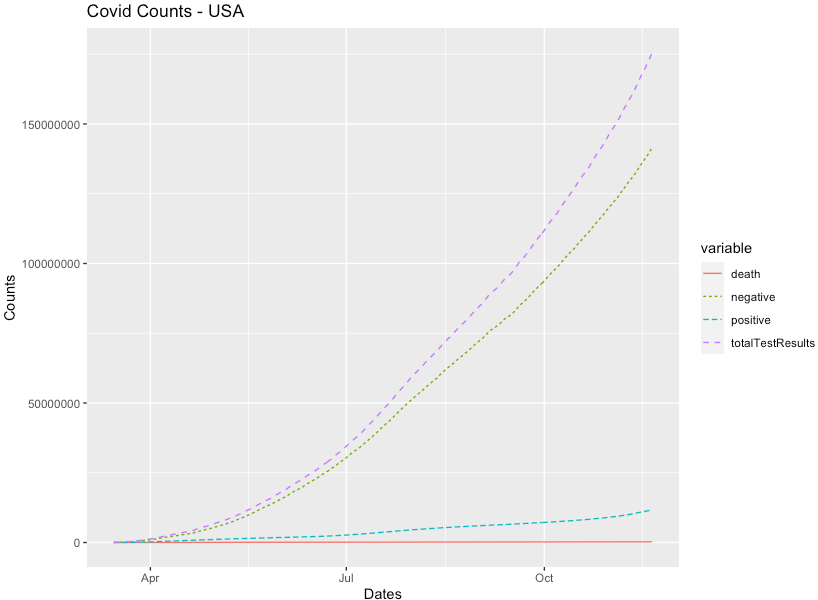 Covid Counts - USA
150000000
100000000
50000000
0
Counts
Apr
Jul
Oct
Dates
variable
death
negative
positive
totalTestResults